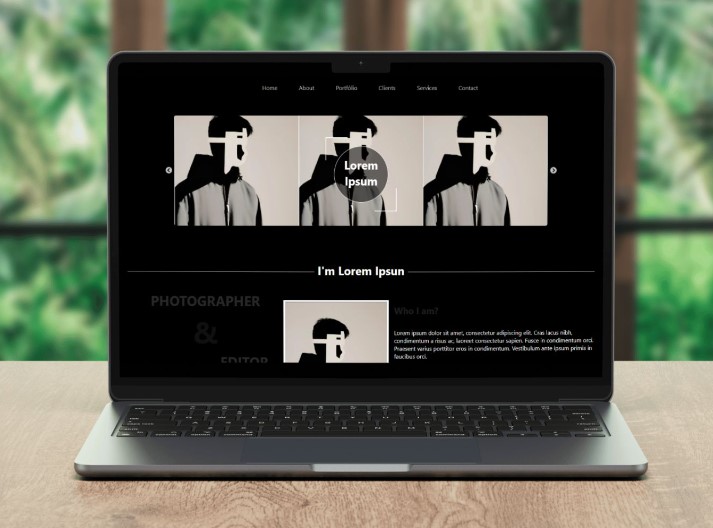 Home About Portfolio Clients Services Contact
Lorem
Ipsum
I'm Lorem Ipsun
PHOTOGRAPHER
&
EDITOR
Who I am?
Lorem ipsum dolor sit amet, consectetur adipiscing elit. Cras lacus nibh,
condimentum a risus ac, laoreet consectetur sapien. Fusce in condimentum orci.
Praesent varius porttitor eros in condimentum. Vestibulum ante ipsum primis in
faucibus orci.